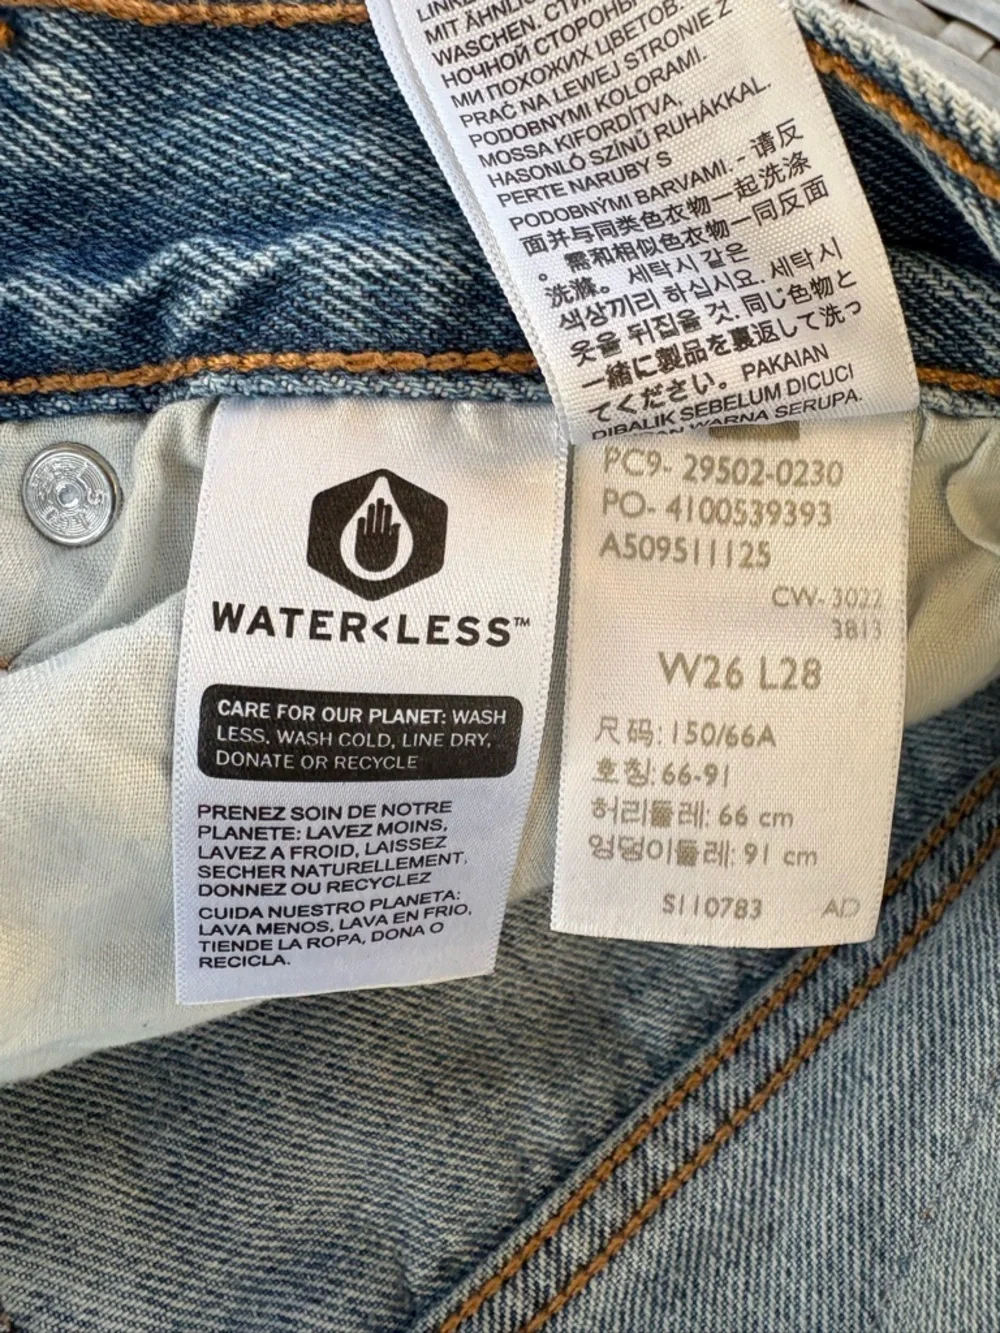 MIT ÄHNL
WASCHEN. СТИ
НОЧНОЙ СТОРОНЫ
МИ ПОХОЖИХ ЦВЕТОВ.
PRAĆ NA LEWEJ STRONIE Z
PODOBNYMI KOLORAMI.
MOSSA KIFORDÍTVA,
HASONLÓ SZÍNŰ RUHÁKKAL.
PERTE NARUBY S
PODOBNÝMI BARVAMI. - 请反
面并与同类色衣物一起洗涤
。需和相似色衣物一同反面
洗滌。 세탁시 같은
색상끼리 하십시요. 세탁 시
옷을 뒤집을 것. 同じ色物と
一緒に製品を裏返して洗っ
てください。PAKAIAN
DIBALIK SEBELUM DICUCI
WARNA SERUPA.
WATER<LESS™
CARE FOR OUR PLANET: WASH
LESS, WASH COLD, LINE DRY,
DONATE OR RECYCLE
PRENEZ SOIN DE NOTRE
PLANETE: LAVEZ MOINS,
LAVEZ A FROID, LAISSEZ
SECHER NATURELLEMENT,
DONNEZ OU RECYCLEZ
CUIDA NUESTRO PLANETA:
LAVA MENOS, LAVA EN FRIO,
TIENDE LA ROPA, DONA O
RECICLA.
PC9- 29502-0230
PO- 4100539393
A509511125
CW- 3022
3813
W26 L28
尺码: 150/66A
호칭: 66-91
허리둘레: 66 cm
엉덩이둘레: 91 cm
S110783 AD